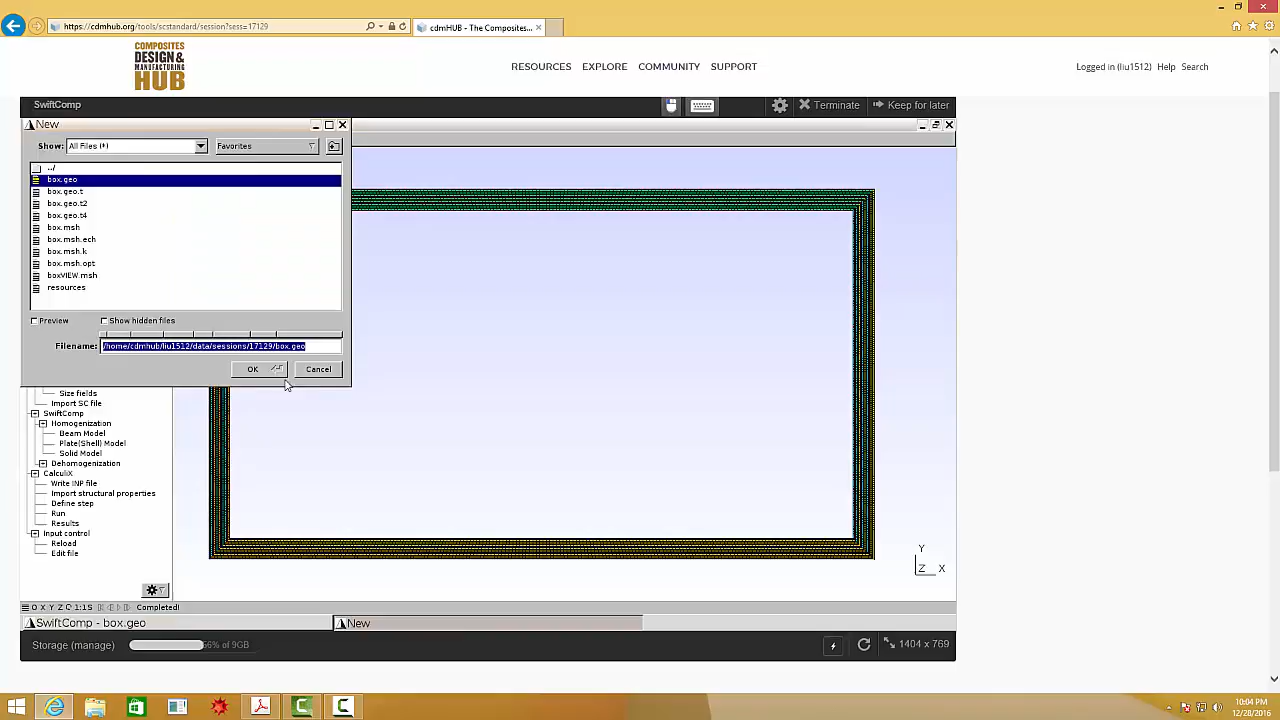 https://cdmhub.org/tools/scstandard/session?sess=17129
cdmHUB - The Composites...
COMPOSITES
DESIGN &
MANUFACTURING
HUB
RESOURCES EXPLORE COMMUNITY SUPPORT
Logged in (liu1512) Help Search
SwiftComp
Terminate Keep for later
New
Show: All Files (*) Favorites
../
box.geo
box.geo.t
box.geo.t2
box.geo.t4
box.msh
box.msh.ech
box.msh.k
box.msh.opt
boxVIEW.msh
resources
Preview Show hidden files
Filename: /home/cdmhub/liu1512/data/sessions/17129/box.geo
OK Cancel
Size fields
Import SC file
SwiftComp
Homogenization
Beam Model
Plate(Shell) Model
Solid Model
Dehomogenization
CalculiX
Write INP file
Import structural properties
Define step
Run
Results
Input control
Reload
Edit file
Y
Z X
O X Y Z 1:1 S Completed!
SwiftComp - box.geo New
Storage (manage) 56% of 9GB 1404 x 769
10:04 PM
12/28/2016